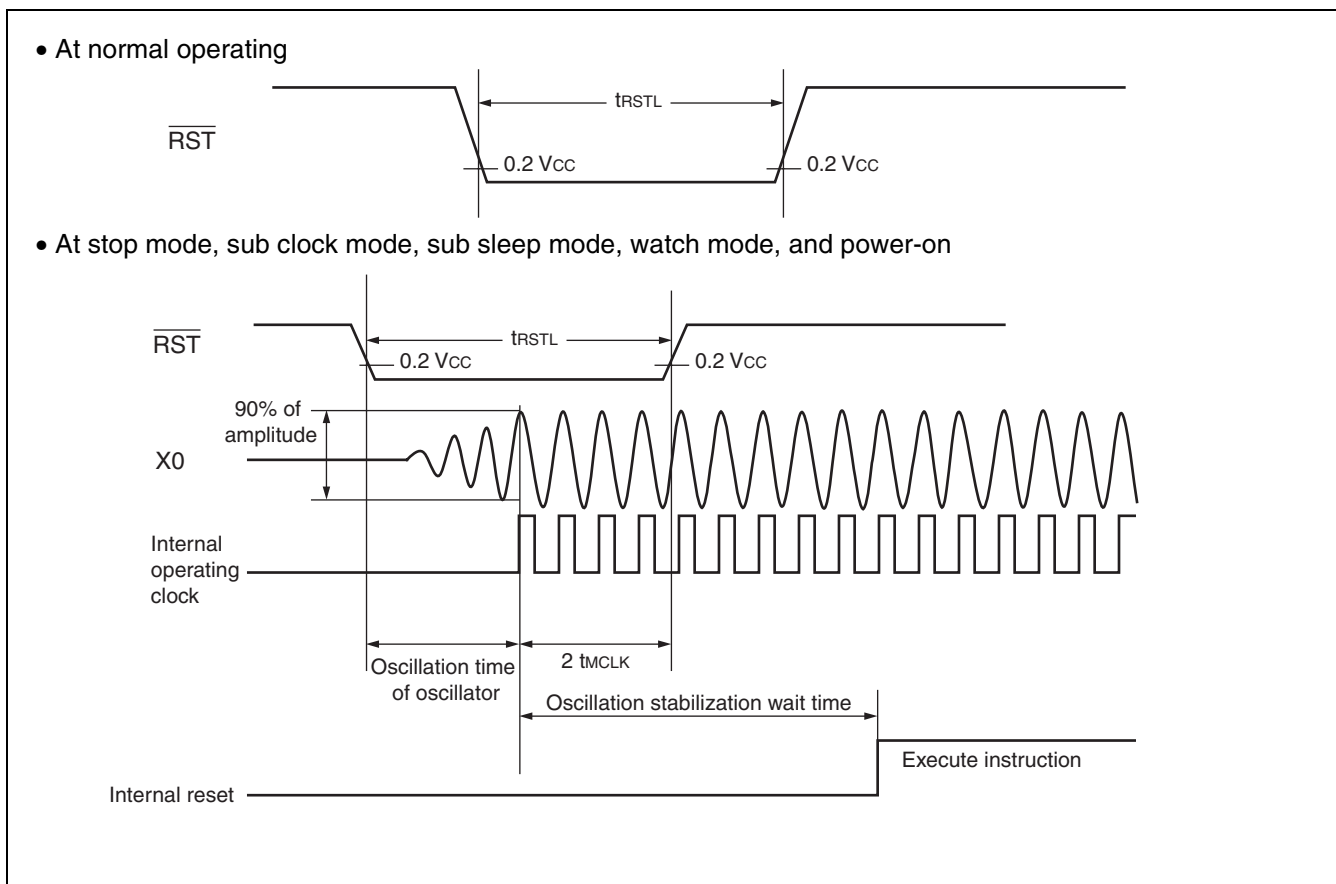 • At normal operating
tRSTL
RST
0.2 VCC
0.2 VCC
• At stop mode, sub clock mode, sub sleep mode, watch mode, and power-on
RST
tRSTL
0.2 VCC
0.2 VCC
90% of
amplitude
X0
Internal
operating
clock
Oscillation time
of oscillator
2 tMCLK
Oscillation stabilization wait time
Execute instruction
Internal reset